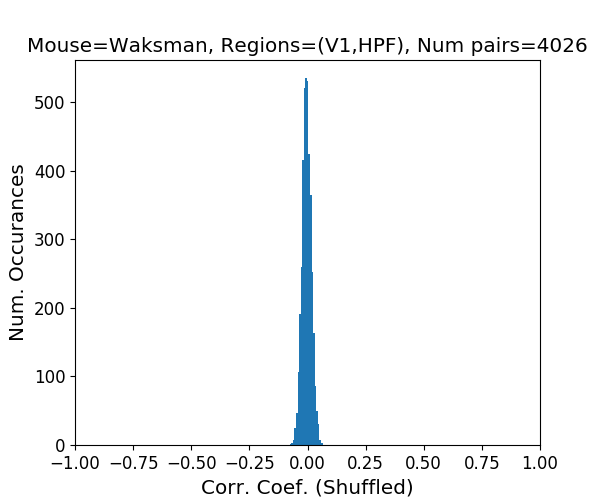 Mouse=Waksman, Regions=(V1,HPF), Num pairs=4026
Num. Occurances
500
400
300
200
100
0
−1.00 −0.75 −0.50 −0.25 0.00 0.25 0.50 0.75 1.00
Corr. Coef. (Shuffled)